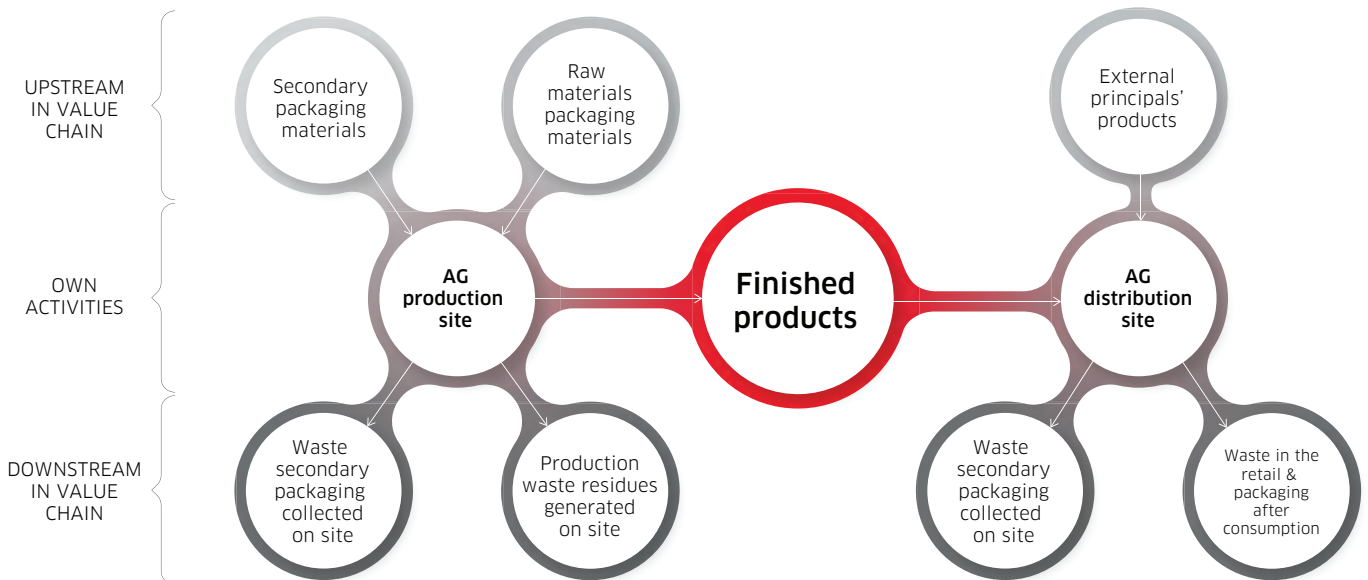 UPSTREAM
IN VALUE
CHAIN
Secondary
packaging
materials
Raw
materials
packaging
materials
External
principals'
products
OWN
ACTIVITIES
AG
production
site
Finished
products
AG
distribution
site
DOWNSTREAM
IN VALUE
CHAIN
Waste
secondary
packaging
collected
on site
Production
waste residues
generated
on site
Waste
secondary
packaging
collected
on site
Waste in the
retail &
packaging
after
consumption